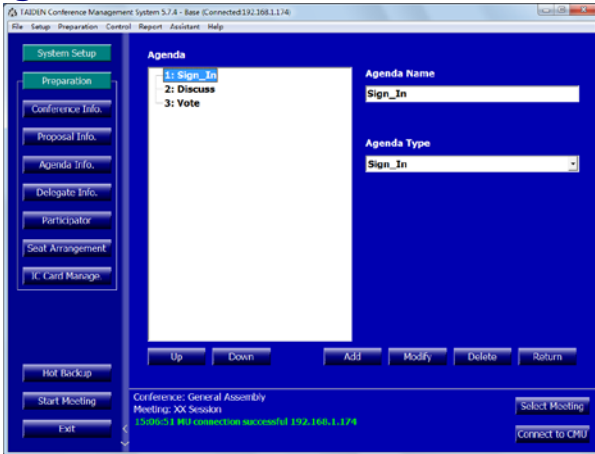 TAIDEN Conference Management System 5.7.4 - Base (Connected:192.168.1.174)
File Setup Preparation Control Report Assistant Help
System Setup
Preparation
Conference Info.
Proposal Info.
Agenda Info.
Delegate Info.
Participator
Seat Arrangement
IC Card Manage.
Hot Backup
Start Meeting
Exit
Agenda
1: Sign_In
2: Discuss
3: Vote
Agenda Name
Sign_In
Agenda Type
Sign_In
Up Down Add Modify Delete Return
Conference: General Assembly
Meeting: XX Session
15:06:51 MU connection successful 192.168.1.174
Select Meeting
Connect to CMU